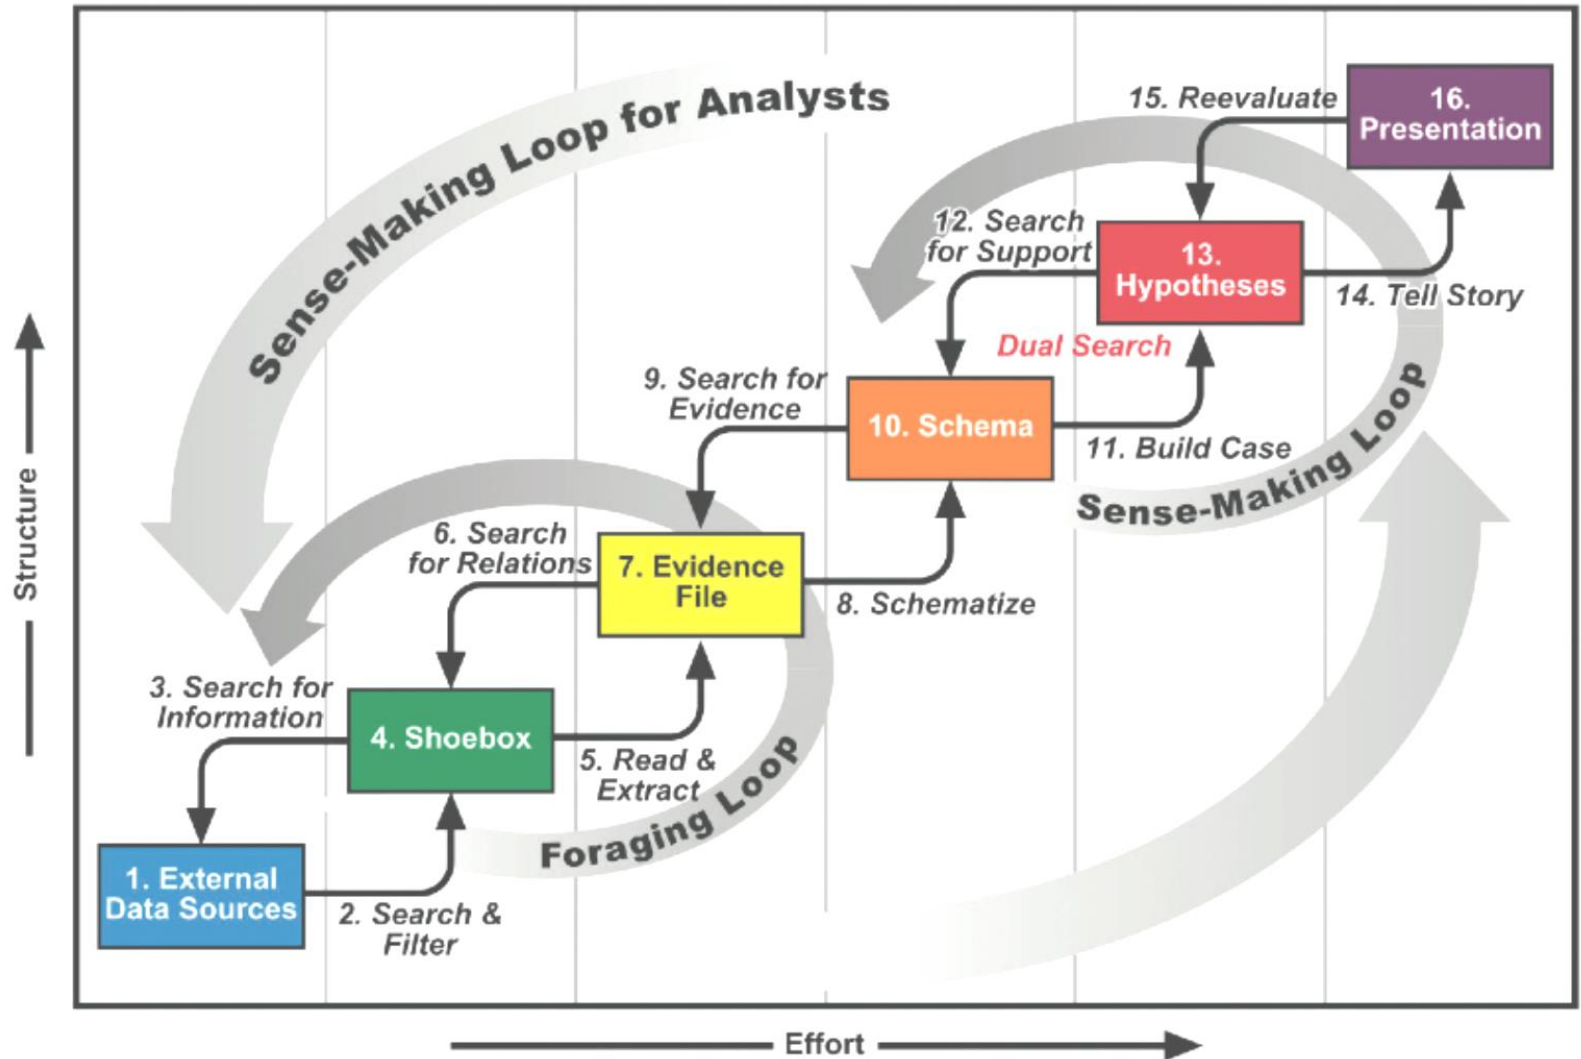 Sense-Making Loop for Analysts
15. Reevaluate
16.
Presentation
12. Search
for Support
13.
Hypotheses
14. Tell Story
Dual Search
9. Search for
Evidence
10. Schema
11. Build Case
Sense-Making Loop
6. Search
for Relations
7. Evidence
File
8. Schematize
3. Search for
Information
4. Shoebox
5. Read &
Extract
Foraging Loop
1. External
Data Sources
2. Search &
Filter
Structure
Effort